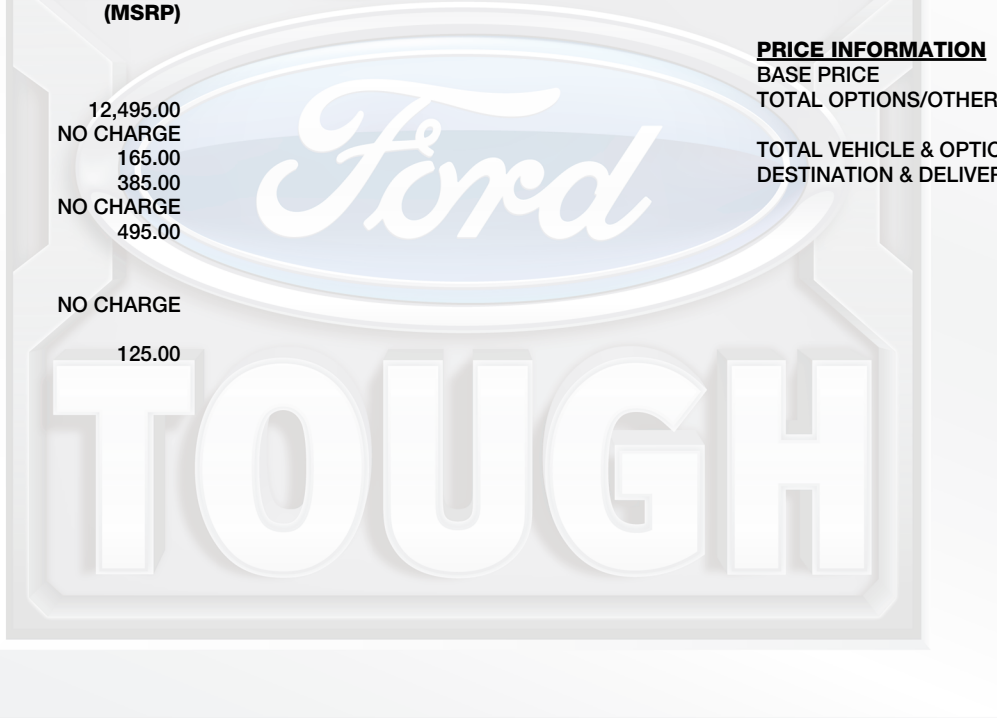 (MSRP)
12,495.00
NO CHARGE
165.00
385.00
NO CHARGE
495.00
NO CHARGE
125.00
PRICE INFORMATION
BASE PRICE
TOTAL OPTIONS/OTHER
TOTAL VEHICLE & OPTIO
DESTINATION & DELIVER
Ford
TOUGH